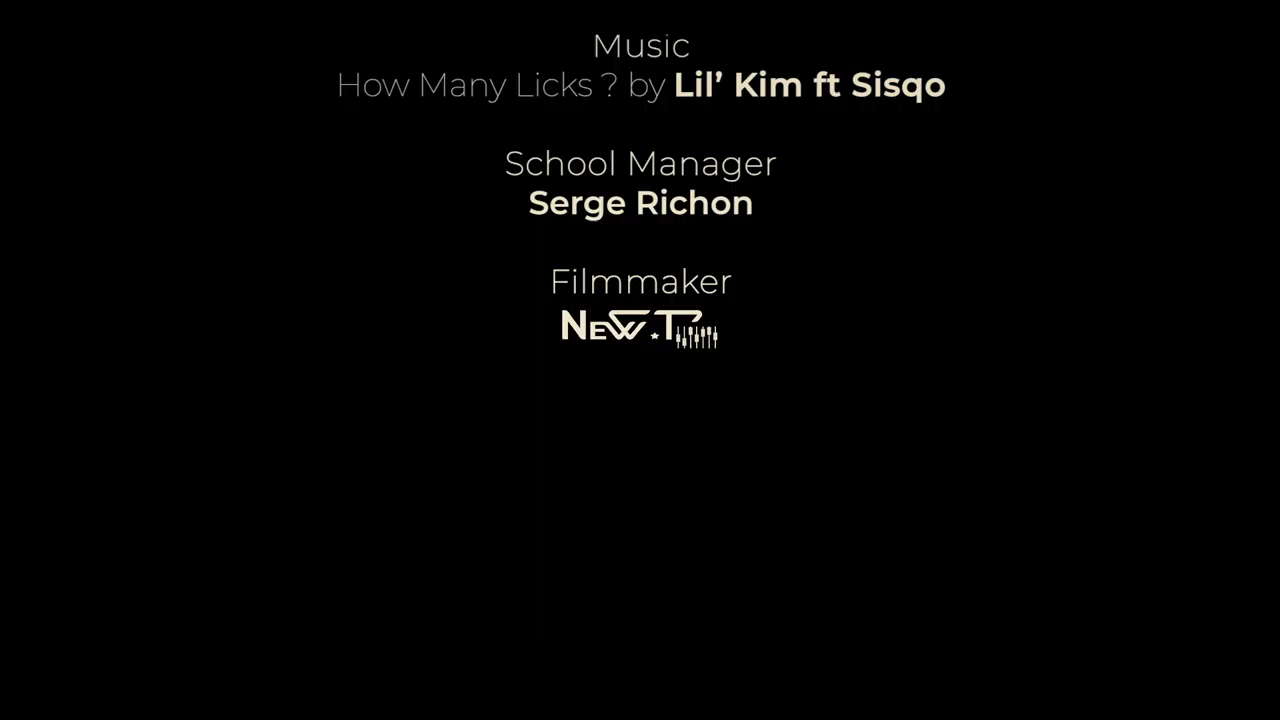 Music
How Many Licks ? by Lil’ Kim ft Sisqo
School Manager
Serge Richon
Filmmaker
NEW.T